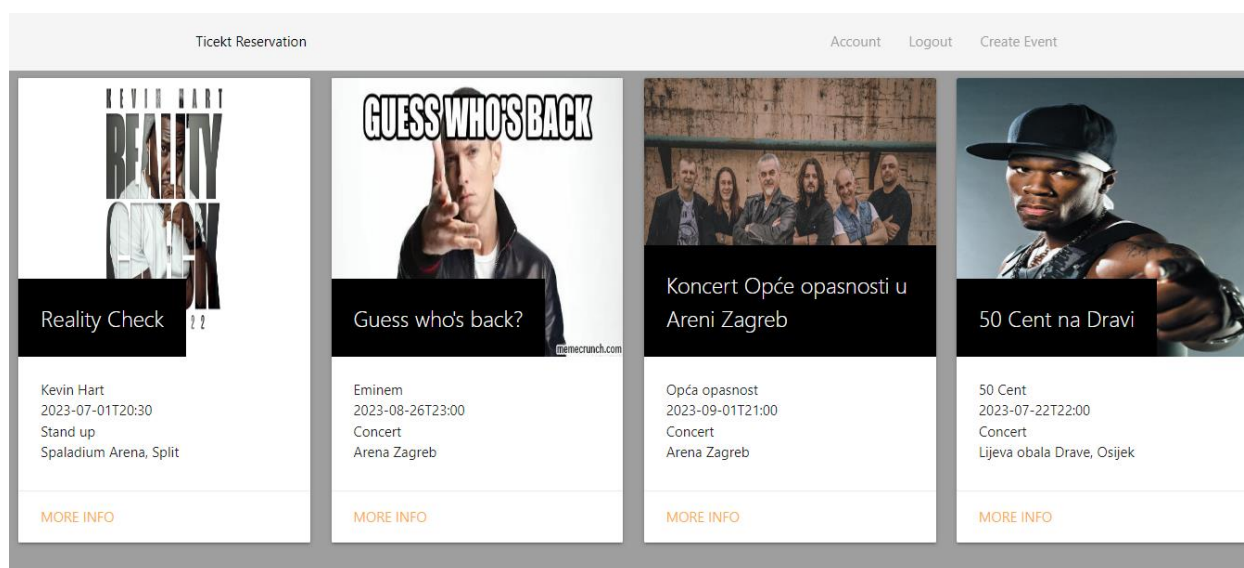 Ticekt Reservation
Account Logout Create Event
KEVIN HART
REALITY
CHECK
22
Reality Check
Kevin Hart
2023-07-01T20:30
Stand up
Spaladium Arena, Split
MORE INFO
GUESS WHO'S BACK
memecrunch.com
Guess who's back?
Eminem
2023-08-26T23:00
Concert
Arena Zagreb
MORE INFO
Koncert Opće opasnosti u
Areni Zagreb
Opća opasnost
2023-09-01T21:00
Concert
Arena Zagreb
MORE INFO
50 Cent na Dravi
50 Cent
2023-07-22T22:00
Concert
Lijeva obala Drave, Osijek
MORE INFO